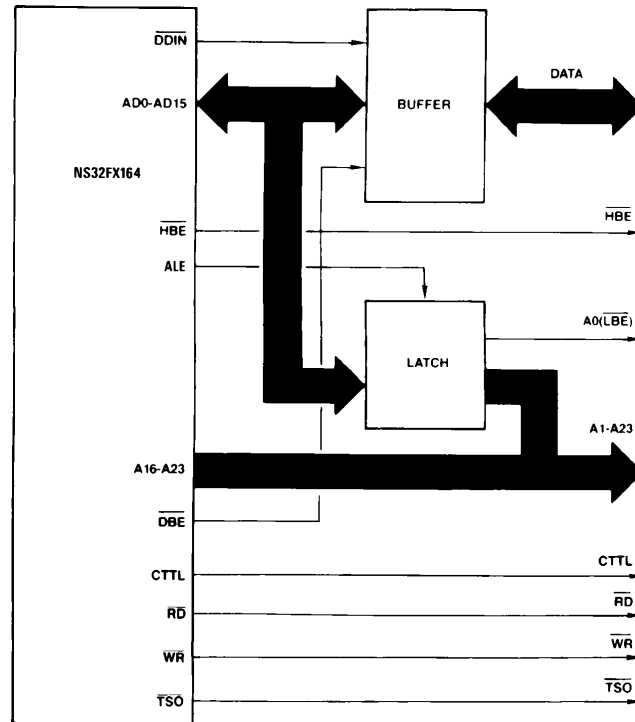 DDIN
AD0-AD15
BUFFER
DATA
NS32FX164
HBE
HBE
ALE
A0(LBE)
LATCH
A1-A23
A16-A23
DBE
CTTL
CTTL
RD
RD
WR
WR
TSO
TSO